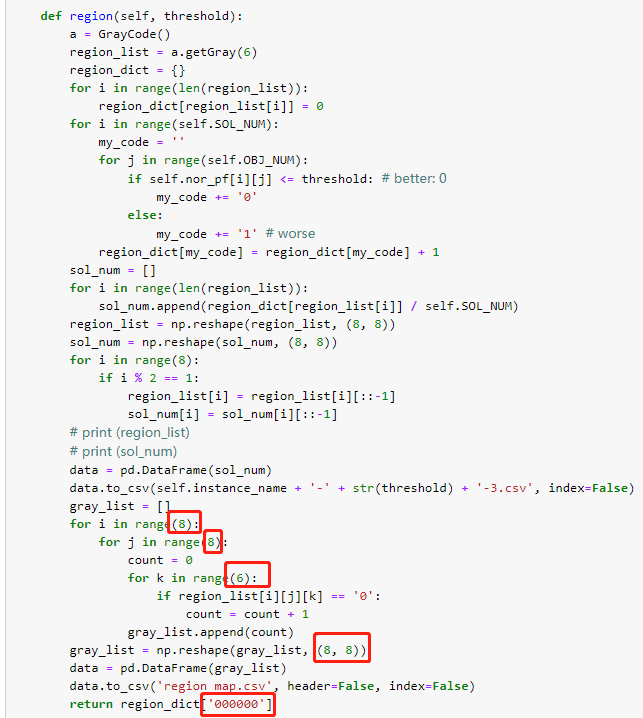 def region(self, threshold):
    a = GrayCode()
    region_list = a.getGray(6)
    region_dict = {}
    for i in range(len(region_list)):
        region_dict[region_list[i]] = 0
    for i in range(self.SOL_NUM):
        my_code = ''
        for j in range(self.OBJ_NUM):
            if self.nor_pf[i][j] <= threshold: # better: 0
                my_code += '0'
            else:
                my_code += '1' # worse
        region_dict[my_code] = region_dict[my_code] + 1
    sol_num = []
    for i in range(len(region_list)):
        sol_num.append(region_dict[region_list[i]] / self.SOL_NUM)
    region_list = np.reshape(region_list, (8, 8))
    sol_num = np.reshape(sol_num, (8, 8))
    for i in range(8):
        if i % 2 == 1:
            region_list[i] = region_list[i][::-1]
            sol_num[i] = sol_num[i][::-1]
    # print (region_list)
    # print (sol_num)
    data = pd.DataFrame(sol_num)
    data.to_csv(self.instance_name + '-' + str(threshold) + '-3.csv', index=False)
    gray_list = []
    for i in range(8):
        for j in range(8):
            count = 0
            for k in range(6):
                if region_list[i][j][k] == '0':
                    count = count + 1
            gray_list.append(count)
    gray_list = np.reshape(gray_list, (8, 8))
    data = pd.DataFrame(gray_list)
    data.to_csv('region map.csv', header=False, index=False)
    return region_dict['000000']